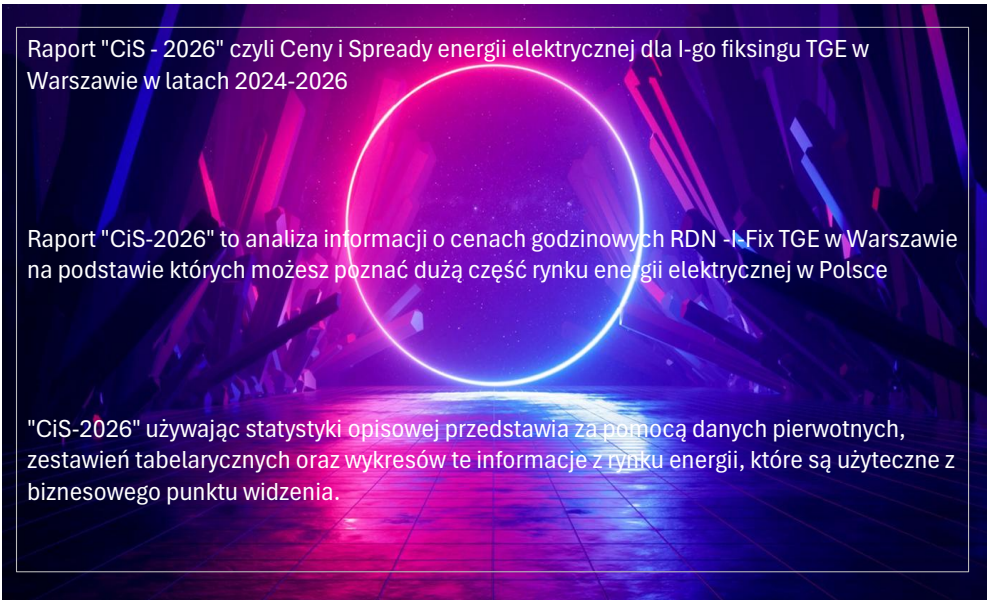 Raport "CiS - 2026" czyli Ceny i Spready energii elektrycznej dla I-go fiksingu TGE w
Warszawie w latach 2024-2026
Raport "CiS-2026" to analiza informacji o cenach godzinowych RDN -I-Fix TGE w Warszawie
na podstawie których możesz poznać dużą część rynku energii elektrycznej w Polsce
"CiS-2026" używając statystyki opisowej przedstawia za pomocą danych pierwotnych,
zestawień tabelarycznych oraz wykresów te informacje z rynku energii, które są użyteczne z
biznesowego punktu widzenia.